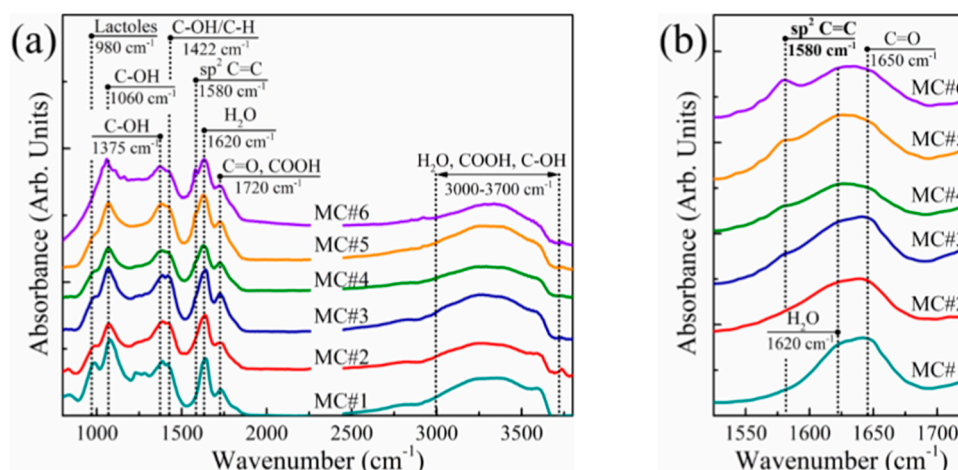 (a)
Lactoles
980 cm-1
C-OH/C-H
1422 cm-1
C-OH
1060 cm-1
sp2 C=C
1580 cm-1
C-OH
1375 cm-1
H2O
1620 cm-1
C=O, COOH
1720 cm-1
H2O, COOH, C-OH
3000-3700 cm-1
MC#6
MC#5
MC#4
MC#3
MC#2
MC#1
Absorbance (Arb. Units)
1000 1500 2000 2500 3000 3500
Wavenumber (cm-1)
(b)
sp2 C=C
1580 cm-1
C=O
1650 cm-1
H2O
1620 cm-1
MC#
Absorbance (Arb. Units)
1550 1600 1650 1700
Wavenumber (cm-1)